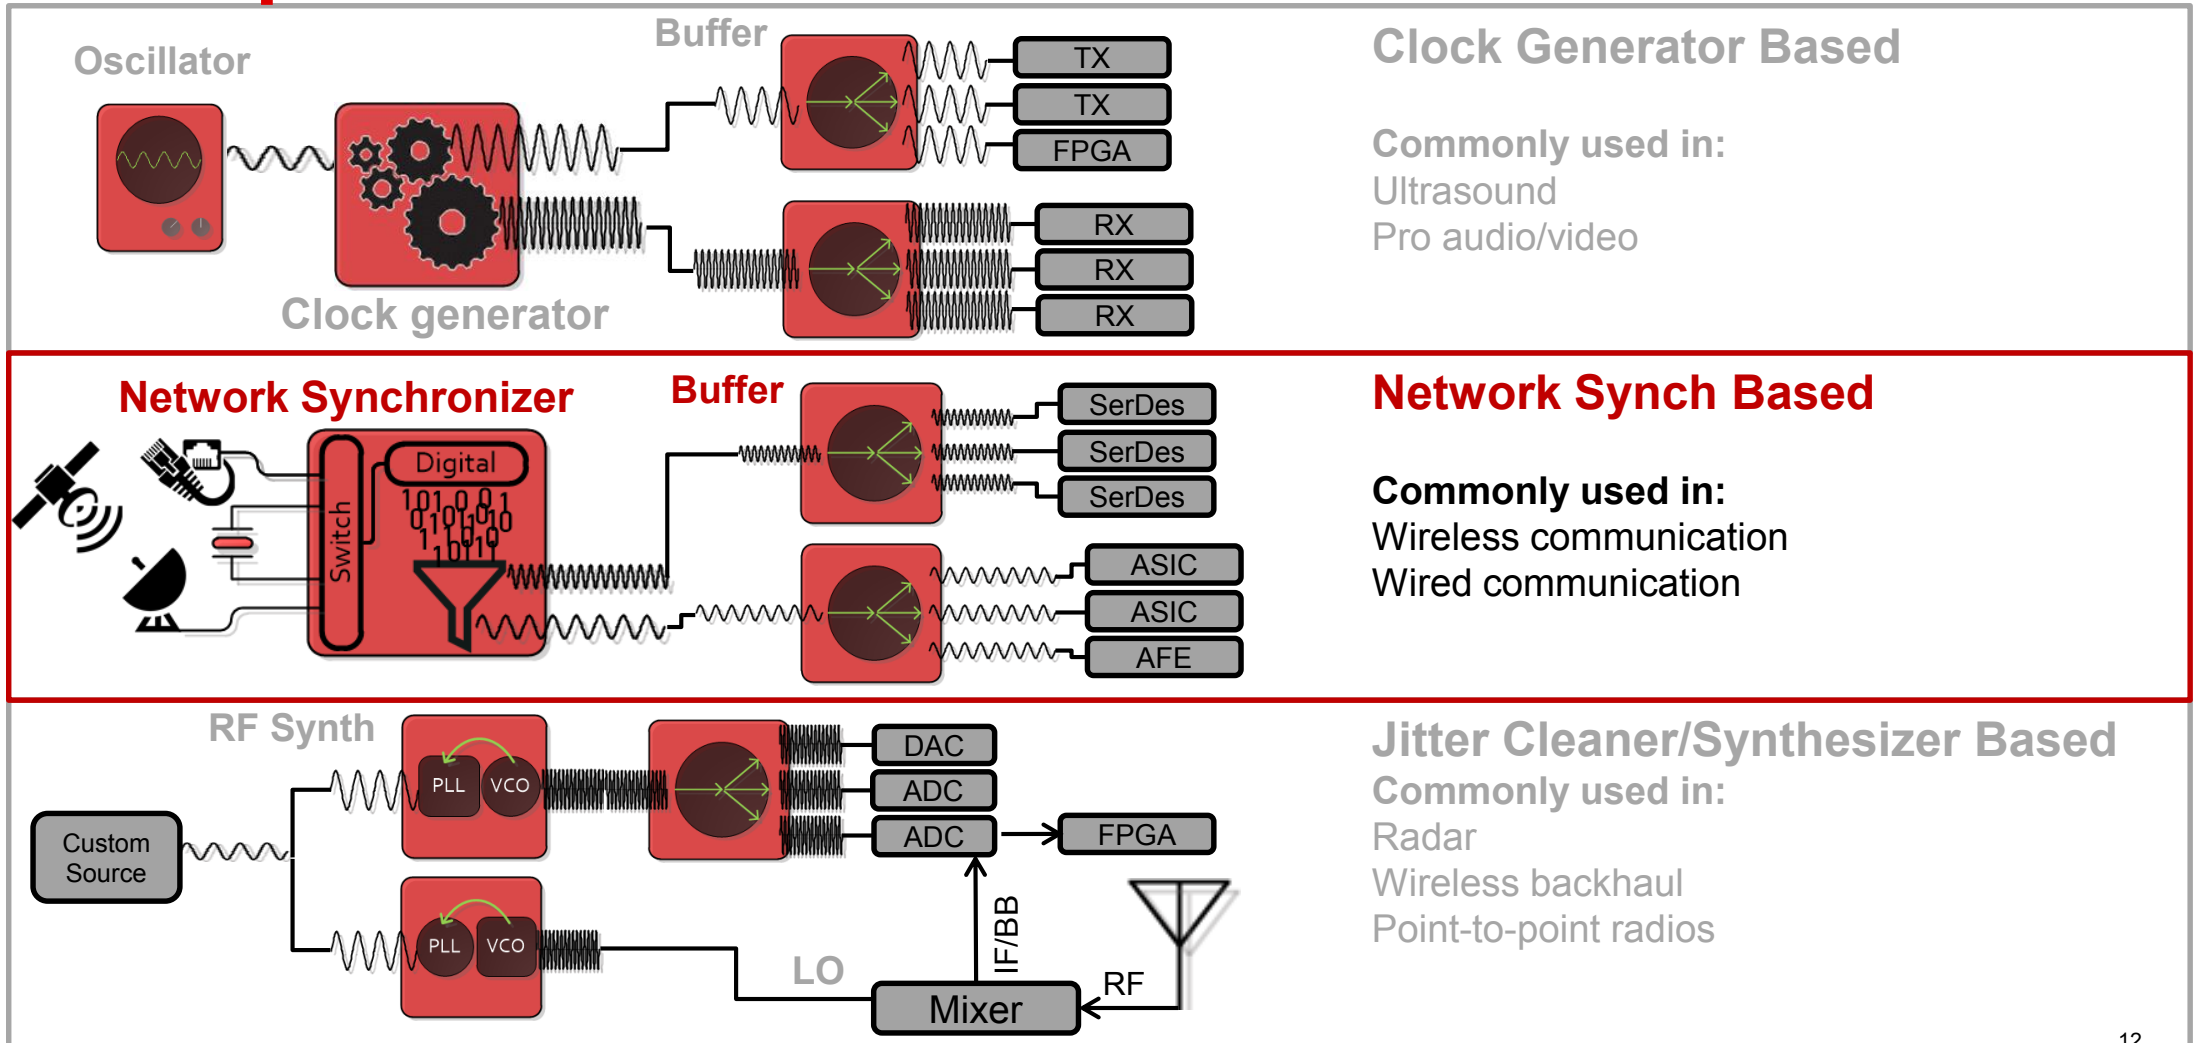 Oscillator
Buffer
TX
TX
FPGA
RX
RX
RX
Clock generator
Clock Generator Based
Commonly used in:
Ultrasound
Pro audio/video
Network Synchronizer
Buffer
Switch
Digital
SerDes
SerDes
SerDes
ASIC
ASIC
AFE
Network Synch Based
Commonly used in:
Wireless communication
Wired communication
RF Synth
Custom
Source
PLL
VCO
PLL
VCO
DAC
ADC
ADC
FPGA
IF/BB
LO
RF
Mixer
Jitter Cleaner/Synthesizer Based
Commonly used in:
Radar
Wireless backhaul
Point-to-point radios
12